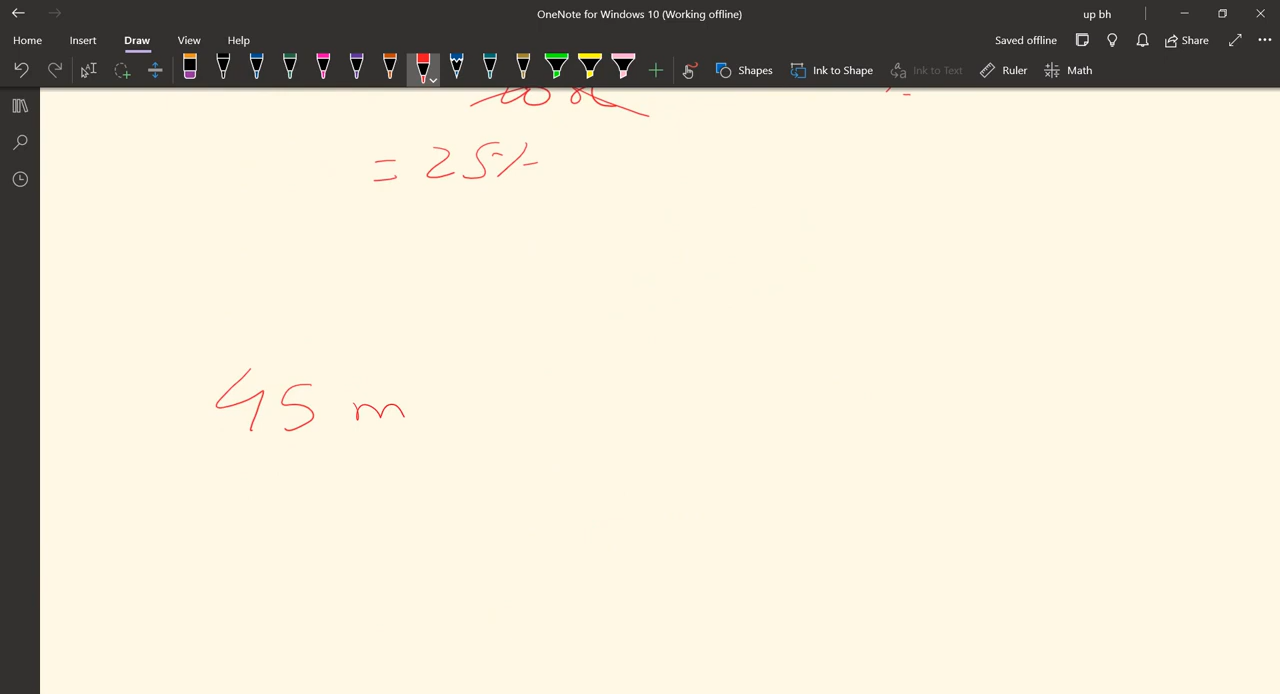 OneNote for Windows 10 (Working offline)
up bh
Home Insert Draw View Help
Saved offline
Share
Shapes
Ink to Shape
Ink to Text
Ruler
Math
= 25%
45 m